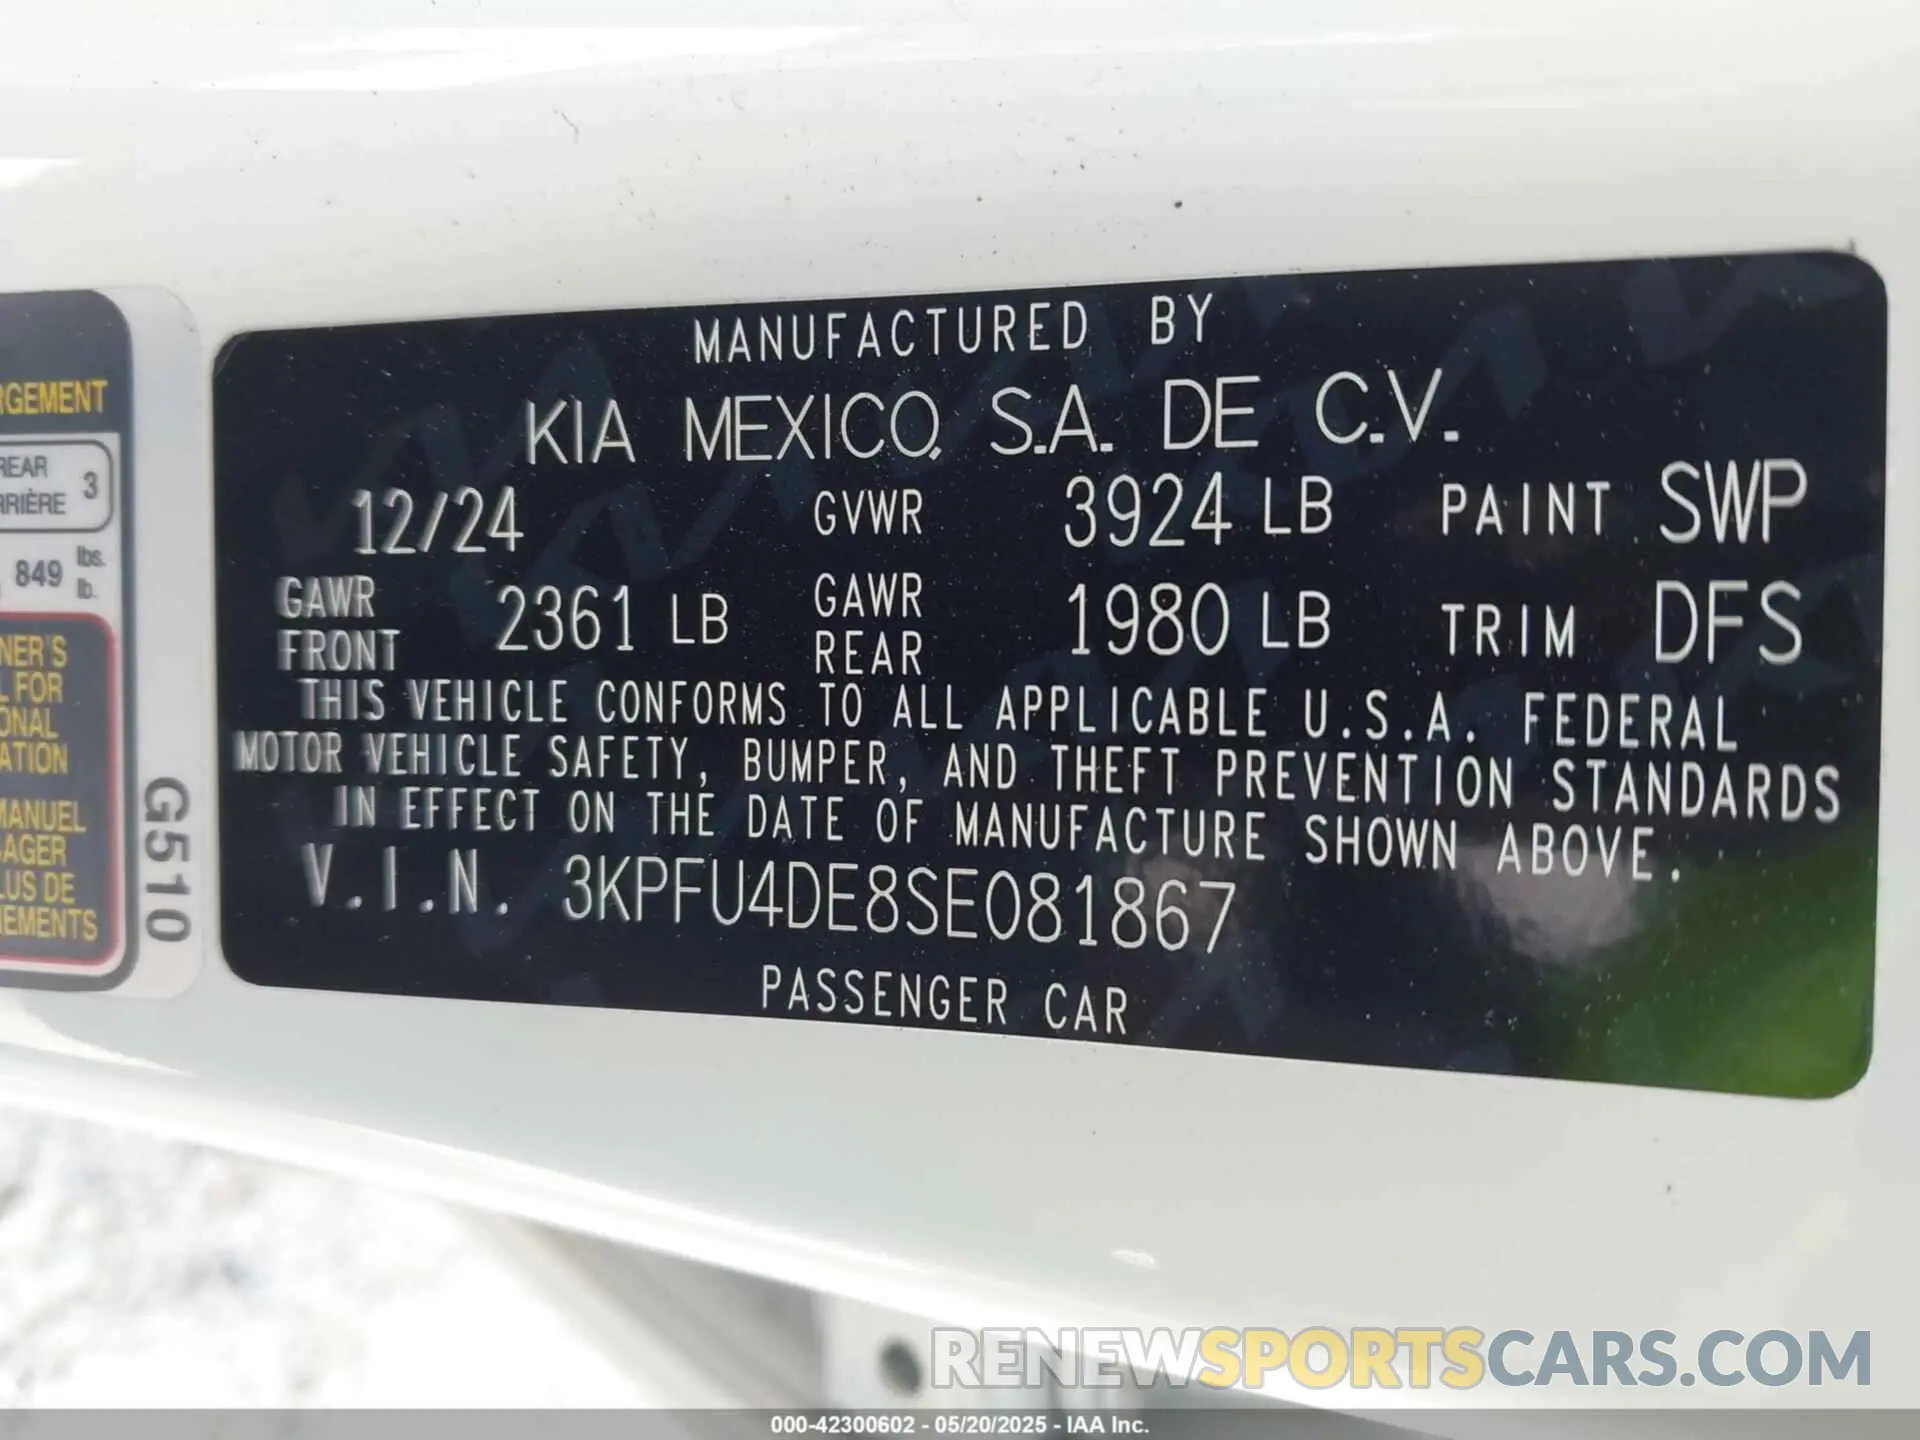 RGEMENT
REAR 3
RRIÈRE
849 lbs.
lb.
NER'S
L FOR
ONAL
ATION
MANUEL
AGER
LUS DE
EMENTS
G510
MANUFACTURED BY
KIA MEXICO, S.A. DE C.V.
12/24 GVWR 3924 LB PAINT SWP
GAWR FRONT 2361 LB GAWR REAR 1980 LB TRIM DFS
THIS VEHICLE CONFORMS TO ALL APPLICABLE U.S.A. FEDERAL
MOTOR VEHICLE SAFETY, BUMPER, AND THEFT PREVENTION STANDARDS
IN EFFECT ON THE DATE OF MANUFACTURE SHOWN ABOVE.
V.I.N. 3KPFU4DE8SE081867
PASSENGER CAR
RENEWSPORTSCARS.COM
000-42300602 - 05/20/2025 - IAA Inc.